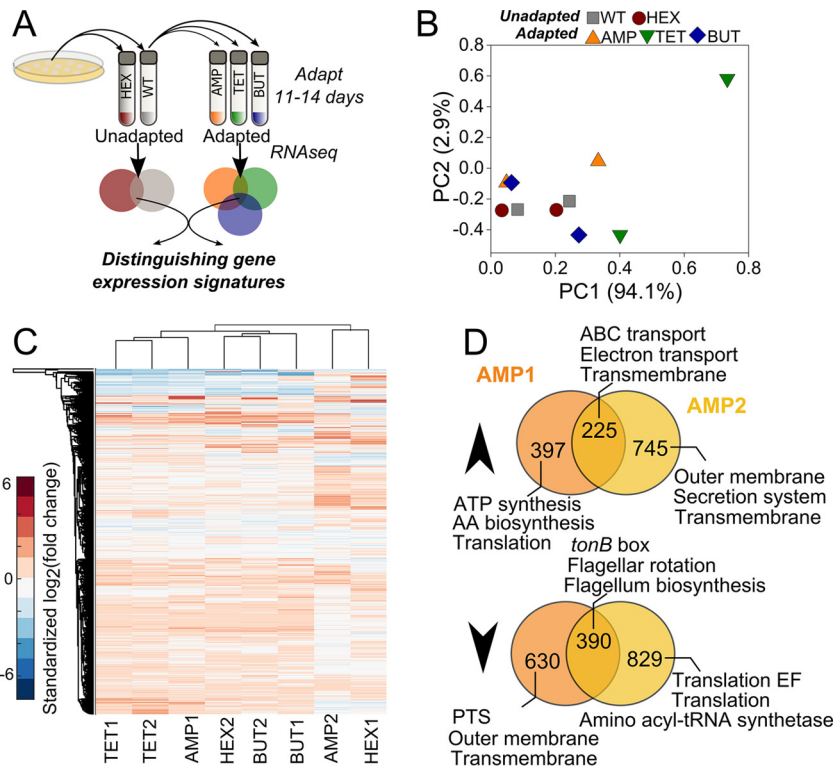 A
HEX
WT
AMP
TET
BUT
Adapt
11-14 days
Unadapted
Adapted
RNAseq
Distinguishing gene
expression signatures
B
Unadapted WT HEX
Adapted AMP TET BUT
PC2 (2.9%)
0.8
0.6
0.4
0.2
0.0
-0.2
-0.4
0.0 0.2 0.4 0.6 0.8
PC1 (94.1%)
C
Standardized log2(fold change)
6
0
-6
TET1
TET2
AMP1
HEX2
BUT2
BUT1
AMP2
HEX1
D
ABC transport
Electron transport
Transmembrane
AMP1
AMP2
397
225
745
ATP synthesis
AA biosynthesis
Translation
Outer membrane
Secretion system
Transmembrane
tonB box
Flagellar rotation
Flagellum biosynthesis
630
390
829
PTS
Outer membrane
Transmembrane
Translation EF
Translation
Amino acyl-tRNA synthetase